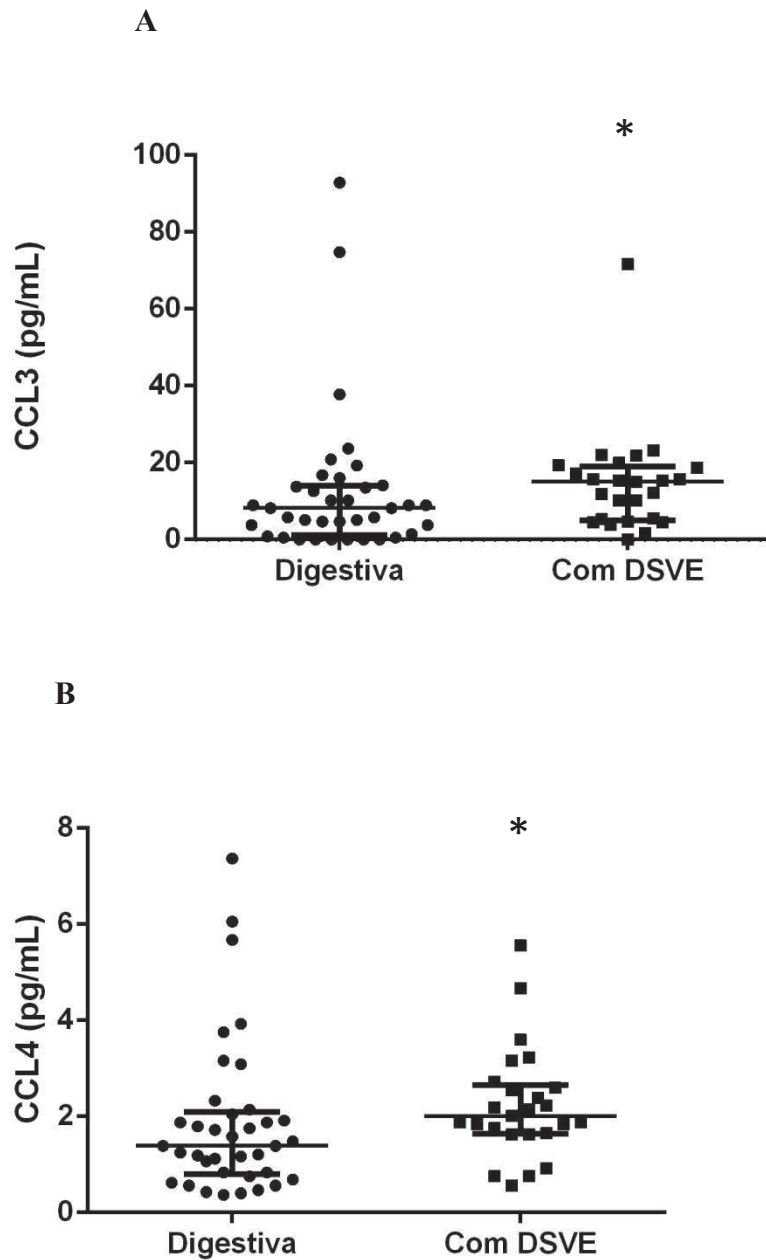 A
*
100
80
60
40
20
0
CCL3 (pg/mL)
Digestiva
Com DSVE
B
*
8
6
4
2
0
CCL4 (pg/mL)
Digestiva
Com DSVE